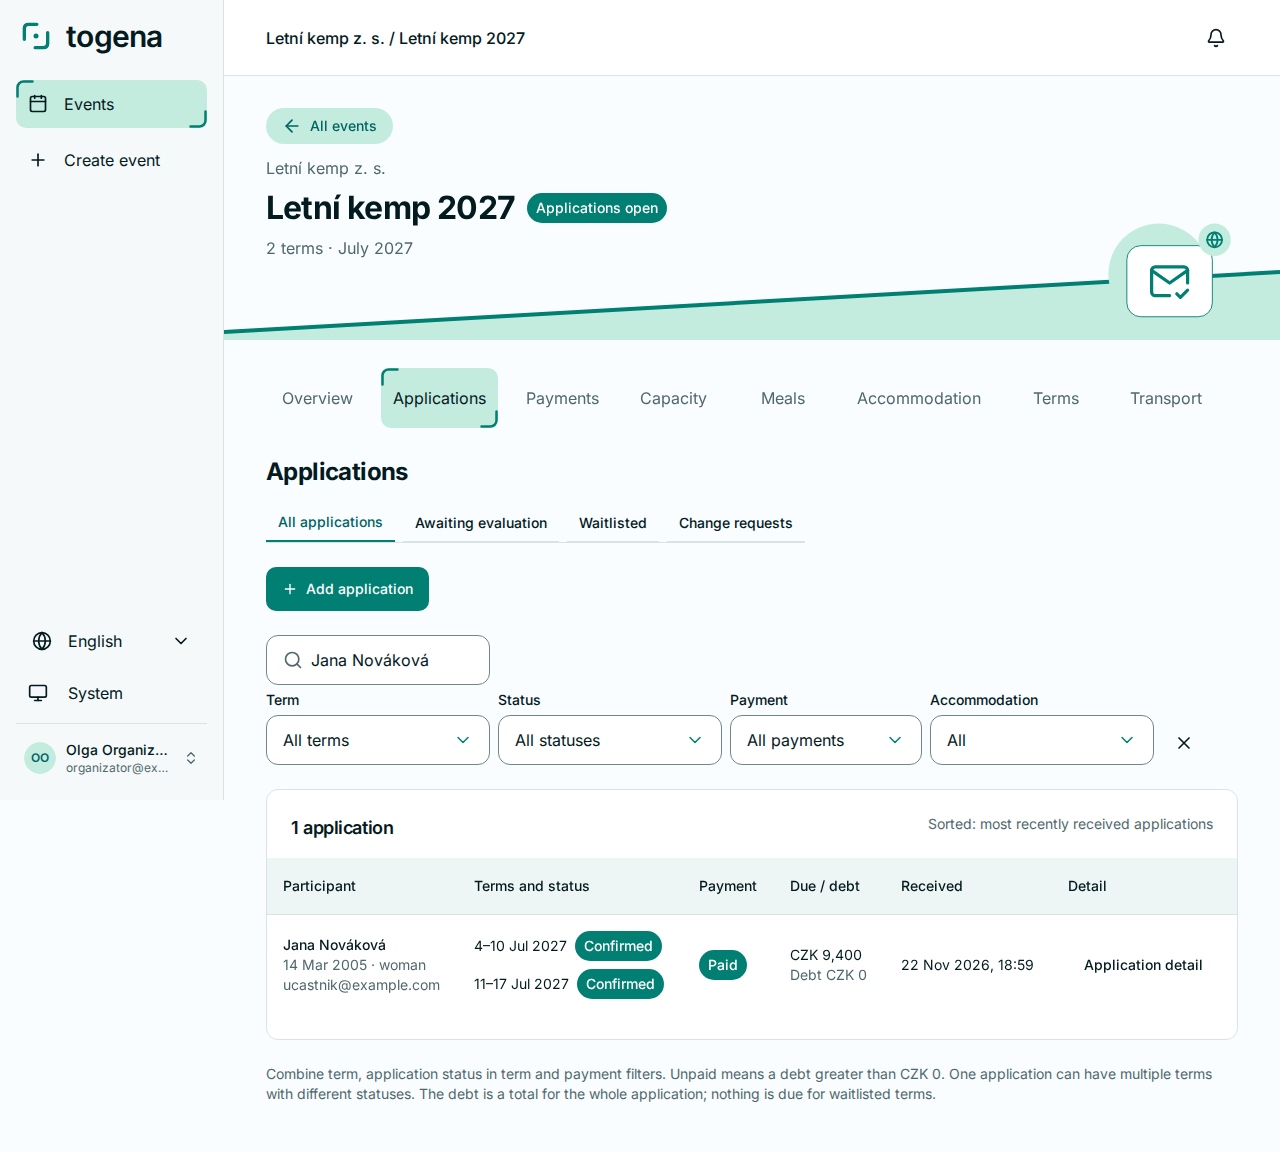 togena
Letní kemp z. s. / Letní kemp 2027
Events
Create event
All events
Letní kemp z. s.
Letní kemp 2027 Applications open
2 terms · July 2027
Overview Applications Payments Capacity Meals Accommodation Terms Transport
Applications
All applications Awaiting evaluation Waitlisted Change requests
Add application
Jana Nováková
Term Status Payment Accommodation
All terms All statuses All payments All
English
System
OO Olga Organiz...
organizator@ex...
1 application Sorted: most recently received applications
Participant Terms and status Payment Due / debt Received Detail
Jana Nováková
14 Mar 2005 · woman
ucastnik@example.com
4–10 Jul 2027 Confirmed
11–17 Jul 2027 Confirmed
Paid
CZK 9,400
Debt CZK 0
22 Nov 2026, 18:59
Application detail
Combine term, application status in term and payment filters. Unpaid means a debt greater than CZK 0. One application can have multiple terms
with different statuses. The debt is a total for the whole application; nothing is due for waitlisted terms.